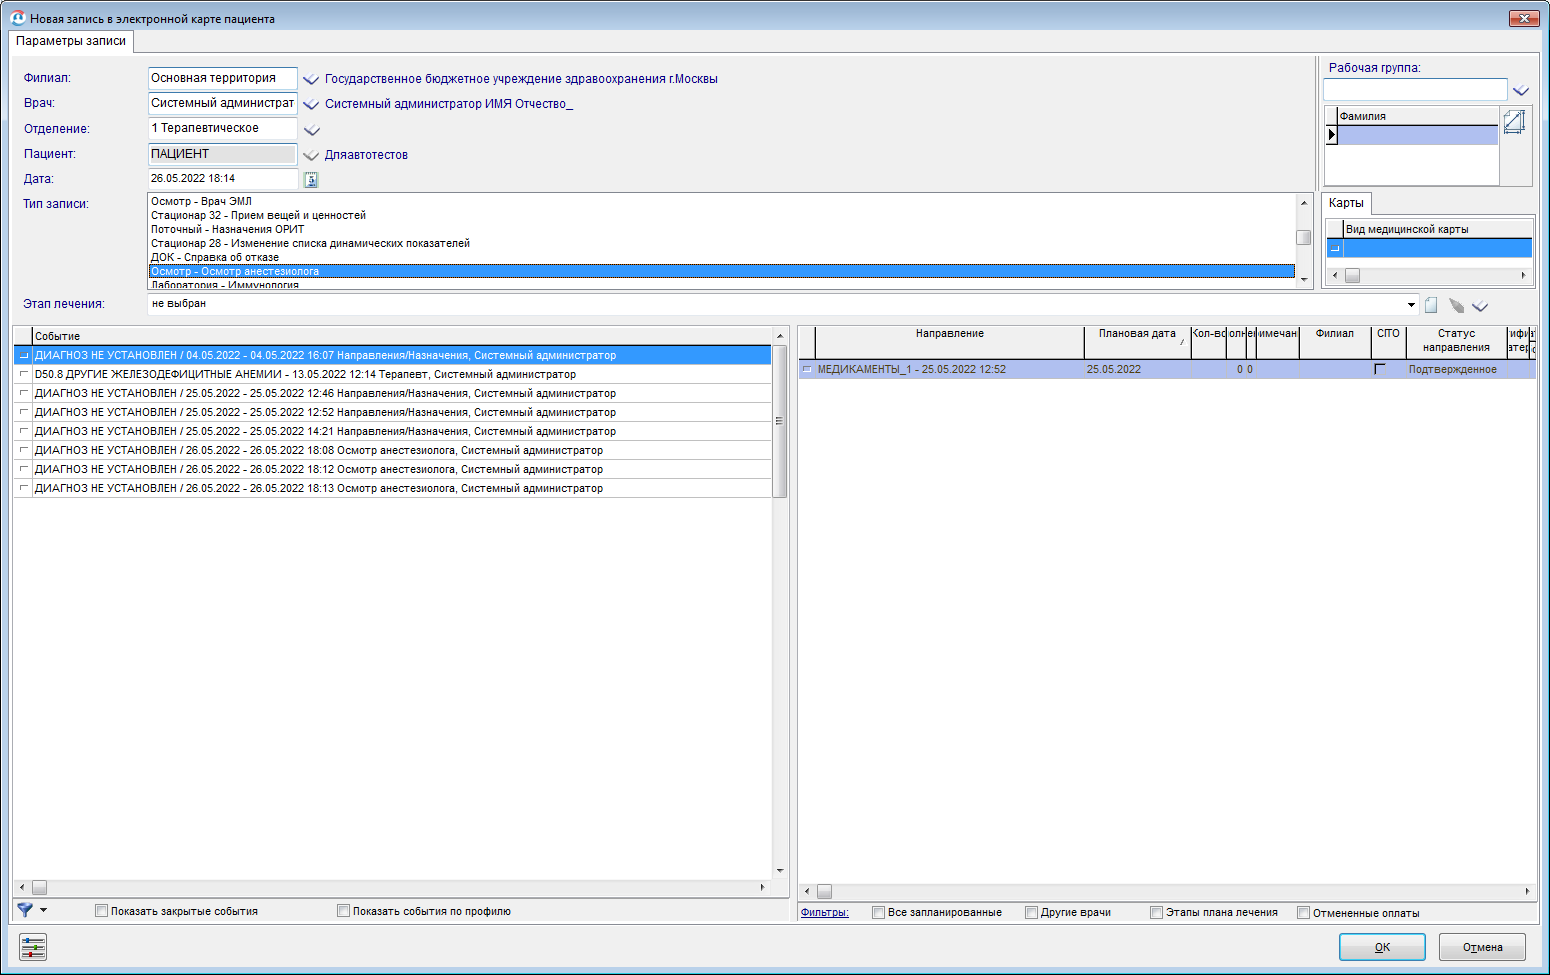 Новая запись в электронной карте пациента
Параметры записи
Филиал: Основная территория Государственное бюджетное учреждение здравоохранения г.Москвы
Врач: Системный администрат Системный администратор ИМЯ Отчество_
Отделение: 1 Терапевтическое
Пациент: ПАЦИЕНТ Дляавтотестов
Дата: 26.05.2022 18:14
Тип записи:
Осмотр - Врач ЭМЛ
Стационар 32 - Прием вещей и ценностей
Поточный - Назначения ОРИТ
Стационар 28 - Изменение списка динамических показателей
ДОК - Справка об отказе
Осмотр - Осмотр анестезиолога
Лаборатория - Иммунология
Этап лечения: не выбран
Рабочая группа:
Фамилия
Карты
Вид медицинской карты
Событие
ДИАГНОЗ НЕ УСТАНОВЛЕН / 04.05.2022 - 04.05.2022 16:07 Направления/Назначения, Системный администратор
D50.8 ДРУГИЕ ЖЕЛЕЗОДЕФИЦИТНЫЕ АНЕМИИ - 13.05.2022 12:14 Терапевт, Системный администратор
ДИАГНОЗ НЕ УСТАНОВЛЕН / 25.05.2022 - 25.05.2022 12:46 Направления/Назначения, Системный администратор
ДИАГНОЗ НЕ УСТАНОВЛЕН / 25.05.2022 - 25.05.2022 12:52 Направления/Назначения, Системный администратор
ДИАГНОЗ НЕ УСТАНОВЛЕН / 25.05.2022 - 25.05.2022 14:21 Направления/Назначения, Системный администратор
ДИАГНОЗ НЕ УСТАНОВЛЕН / 26.05.2022 - 26.05.2022 18:08 Осмотр анестезиолога, Системный администратор
ДИАГНОЗ НЕ УСТАНОВЛЕН / 26.05.2022 - 26.05.2022 18:12 Осмотр анестезиолога, Системный администратор
ДИАГНОЗ НЕ УСТАНОВЛЕН / 26.05.2022 - 26.05.2022 18:13 Осмотр анестезиолога, Системный администратор
Показать закрытые события Показать события по профилю
Направление Плановая дата Кол-во Филиал CITO Статус направления
МЕДИКАМЕНТЫ_1 - 25.05.2022 12:52 25.05.2022 0 0 Подтвержденное
Фильтры: Все запланированные Другие врачи Этапы плана лечения Отмененные оплаты
OK Отмена